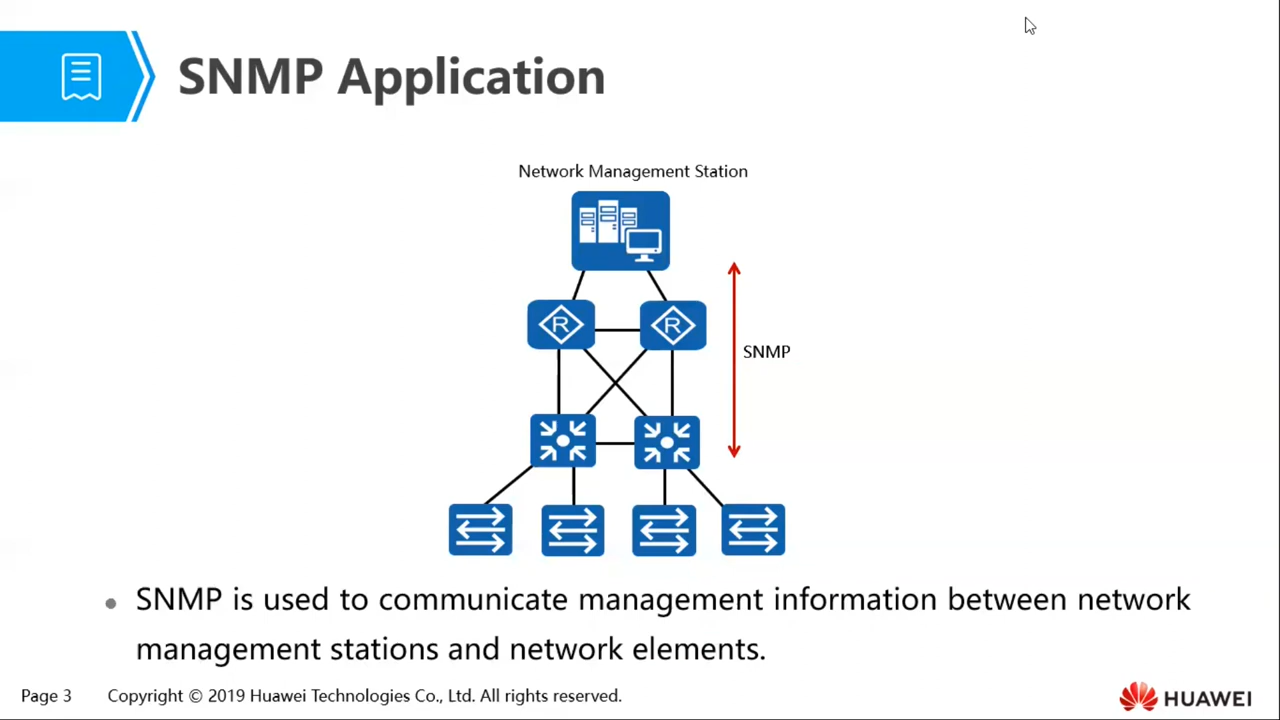 SNMP Application
Network Management Station
R
R
SNMP
SNMP is used to communicate management information between network
management stations and network elements.
Page 3
Copyright © 2019 Huawei Technologies Co., Ltd. All rights reserved.
HUAWEI